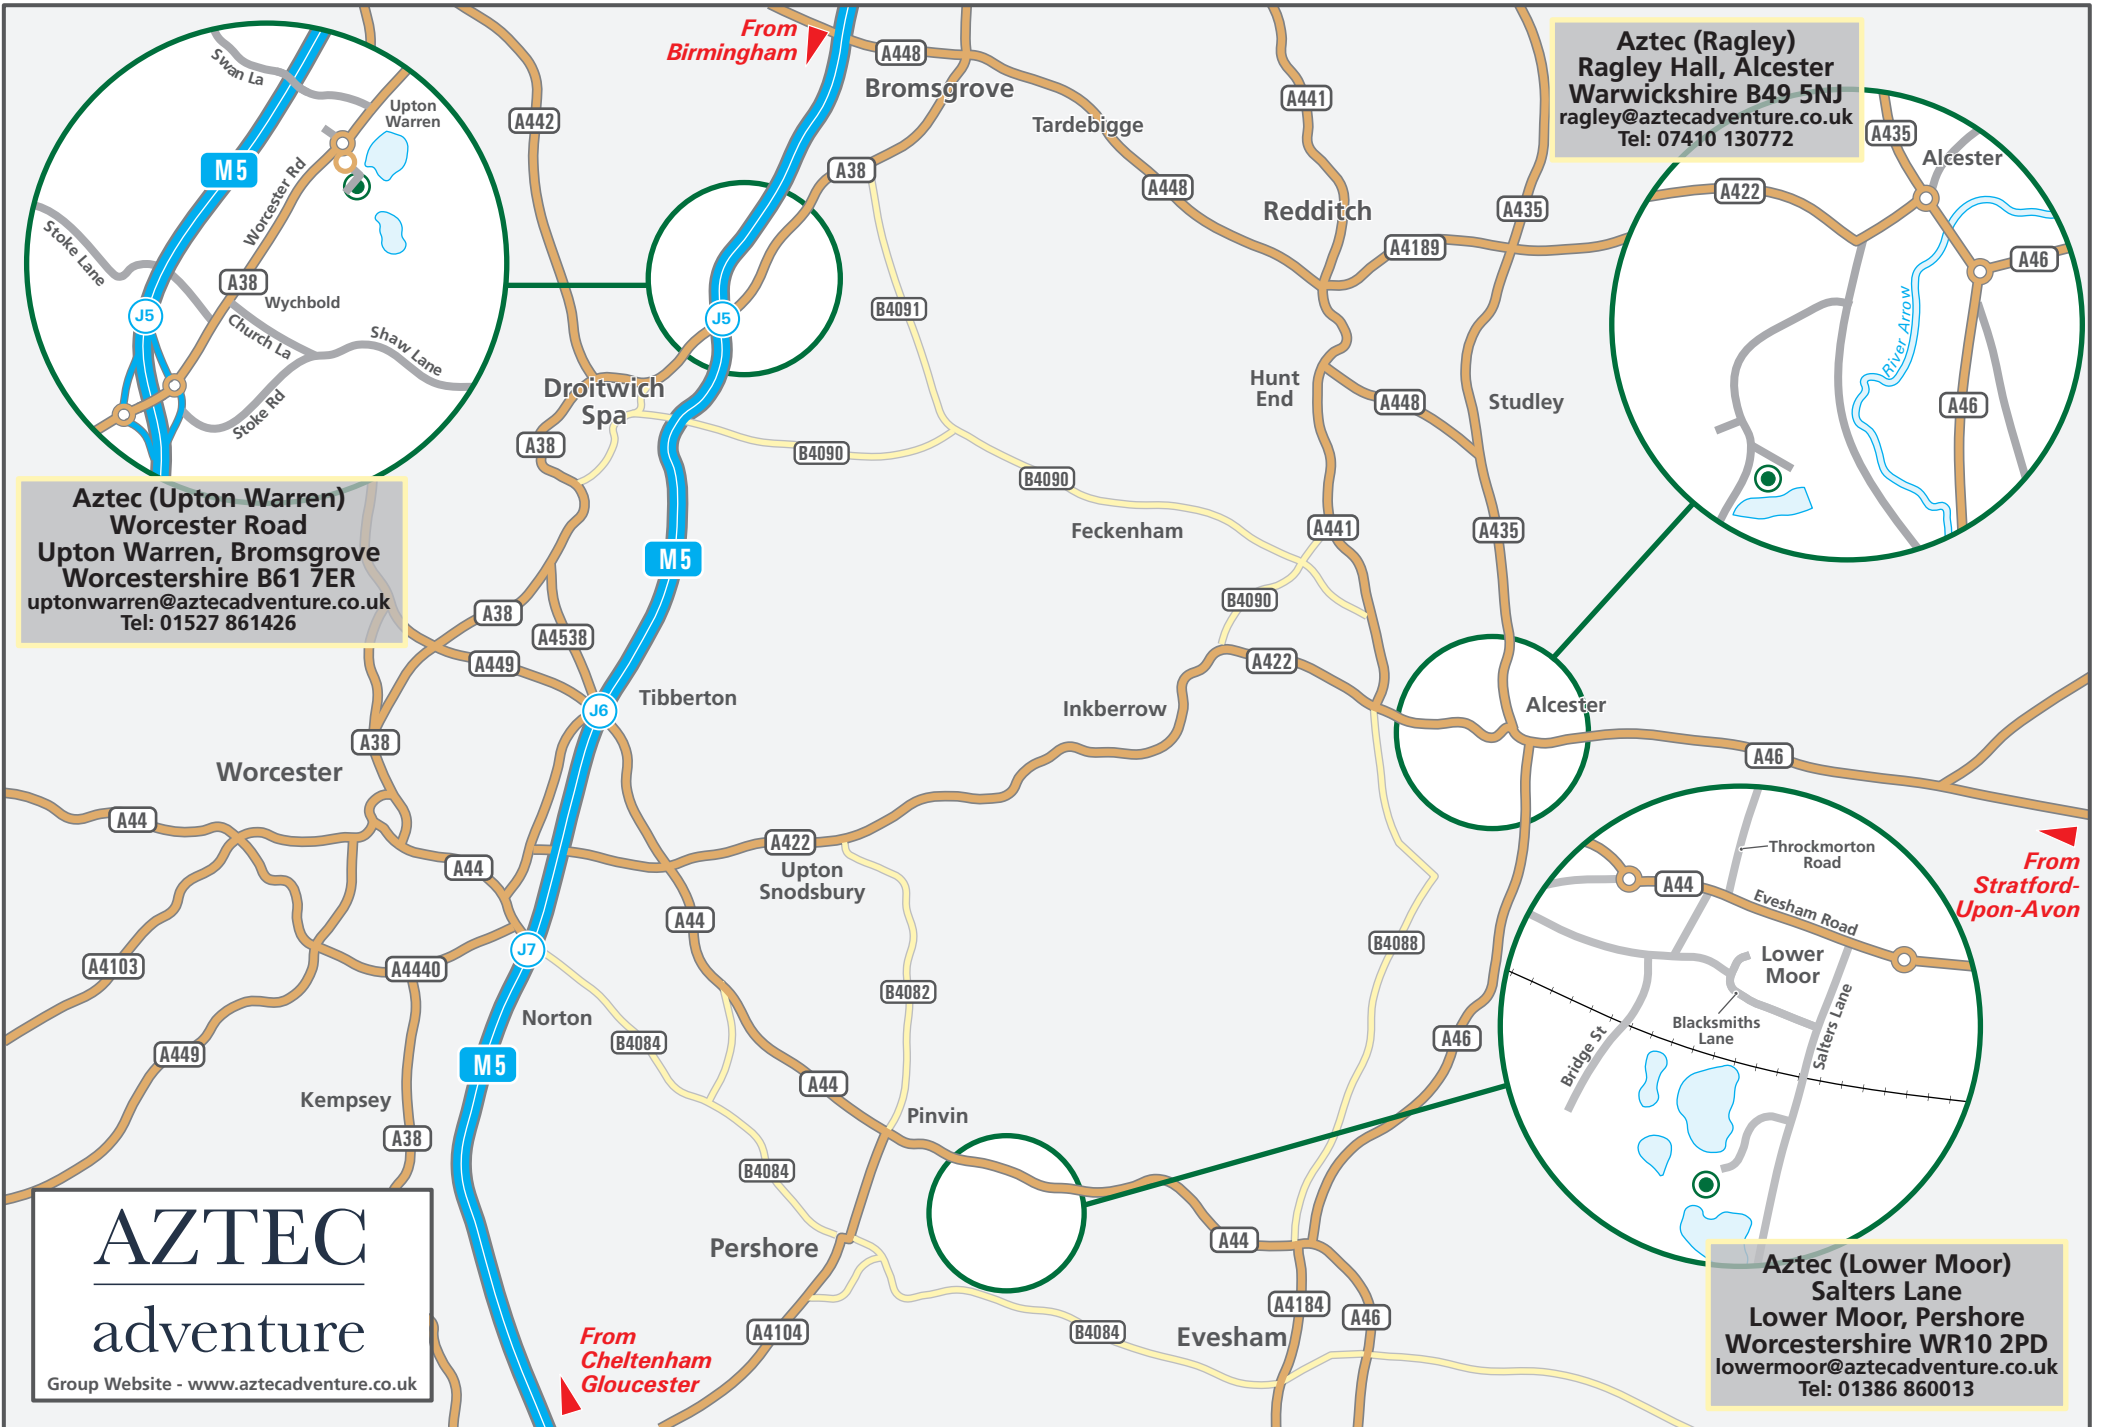 From
Birmingham
A448
Bromsgrove
A442
A38
Tardebigge
A448
A441
Redditch
A435
A4189
B4091
J5
Droitwich
Spa
A38
B4090
B4090
Feckenham
Hunt
End
A448
Studley
A441
A435
B4090
M5
A38
A4538
A449
J6
Tibberton
A422
Inkberrow
Alcester
A46
A38
Worcester
A44
A44
A422
Upton
Snodsbury
A44
J7
A4103
A4440
Norton
B4084
B4082
B4088
A46
A449
M5
Kempsey
A38
A44
Pinvin
B4084
Pershore
A44
A4104
B4084
Evesham
A4184
A46
From
Stratford-
Upon-Avon
From
Cheltenham
Gloucester
Swan La
Upton
Warren
M5
Worcester Rd
Stoke Lane
A38
Wychbold
J5
Church La
Shaw Lane
Stoke Rd
Aztec (Upton Warren)
Worcester Road
Upton Warren, Bromsgrove
Worcestershire B61 7ER
uptonwarren@aztecadventure.co.uk
Tel: 01527 861426
Aztec (Ragley)
Ragley Hall, Alcester
Warwickshire B49 5NJ
ragley@aztecadventure.co.uk
Tel: 07410 130772
A435
Alcester
A422
A46
River Arrow
A46
Throckmorton
Road
A44
Evesham Road
Lower
Moor
Blacksmiths
Lane
Salters Lane
Bridge St
Aztec (Lower Moor)
Salters Lane
Lower Moor, Pershore
Worcestershire WR10 2PD
lowermoor@aztecadventure.co.uk
Tel: 01386 860013
AZTEC
adventure
Group Website - www.aztecadventure.co.uk